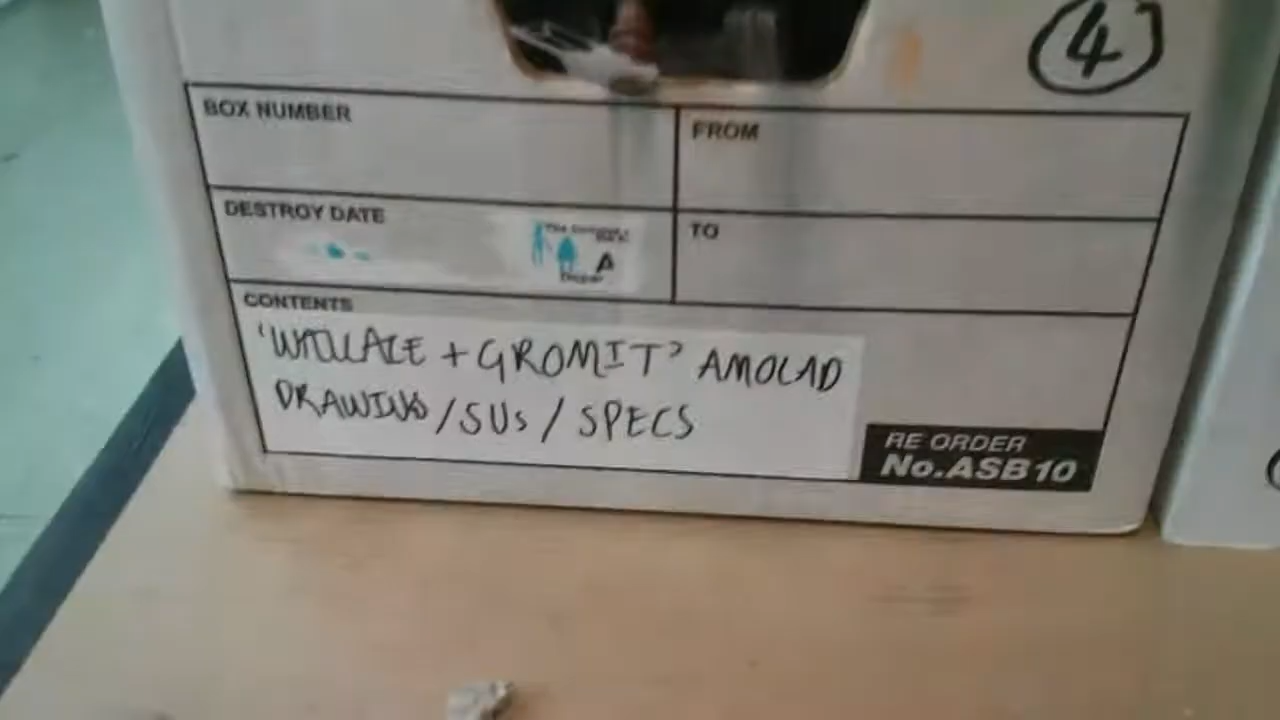 4
BOX NUMBER
FROM
DESTROY DATE
TO
A
CONTENTS
'WALLACE + GROMIT' AMOLAD
DRAWINGS/SUs/SPECS
RE ORDER
No.ASB10